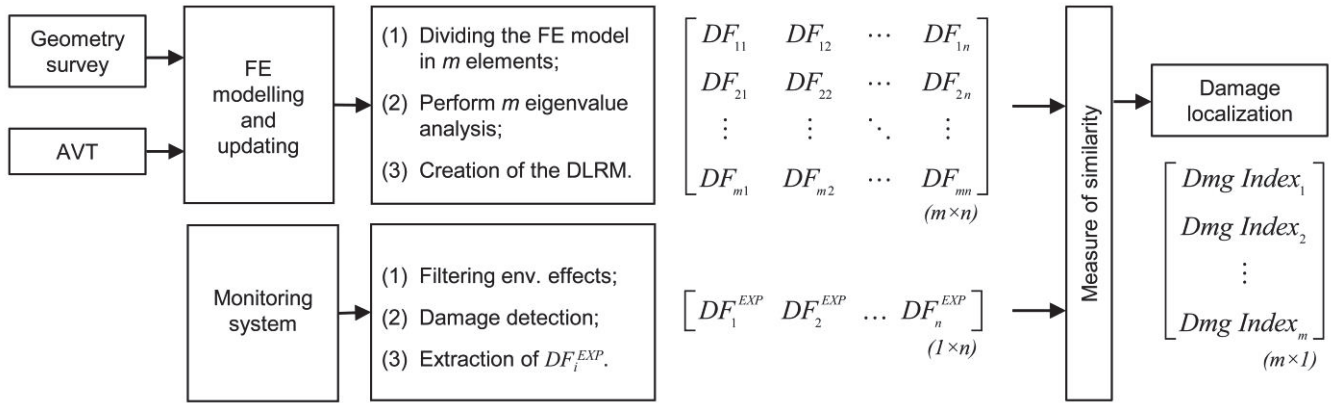 Geometry
survey
AVT
FE
modelling
and
updating
(1) Dividing the FE model
in m elements;
(2) Perform m eigenvalue
analysis;
(3) Creation of the DLRM.
DF₁₁ DF₁₂ ⋯ DF₁ₙ
DF₂₁ DF₂₂ ⋯ DF₂ₙ
⋮ ⋮ ⋱ ⋮
DFₘ₁ DFₘ₂ ⋯ DFₘₙ
(m×n)
Monitoring
system
(1) Filtering env. effects;
(2) Damage detection;
(3) Extraction of DFᵢᴱˣᴾ.
[DF₁ᴱˣᴾ DF₂ᴱˣᴾ … DFₙᴱˣᴾ]
(1×n)
Measure of similarity
Damage
localization
Dmg Index₁
Dmg Index₂
⋮
Dmg Indexₘ
(m×1)